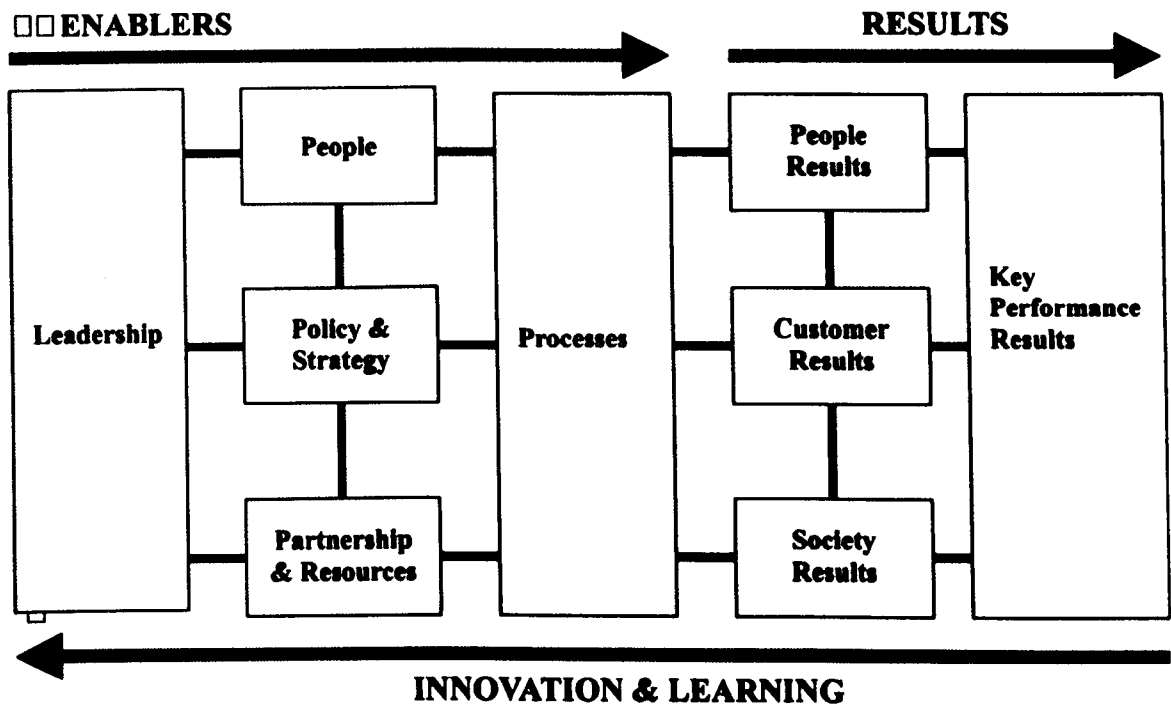 ENABLERS
RESULTS
People
People
Results
Leadership
Policy &
Strategy
Processes
Customer
Results
Key
Performance
Results
Partnership
& Resources
Society
Results
INNOVATION & LEARNING